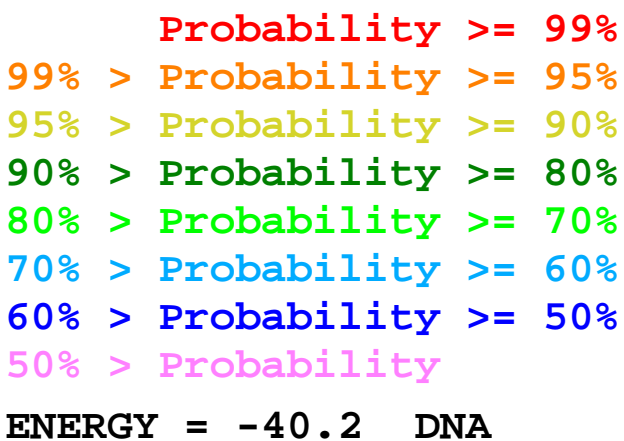 Probability >= 99%
99% > Probability >= 95%
95% > Probability >= 90%
90% > Probability >= 80%
80% > Probability >= 70%
70% > Probability >= 60%
60% > Probability >= 50%
50% > Probability
ENERGY = -40.2 DNA